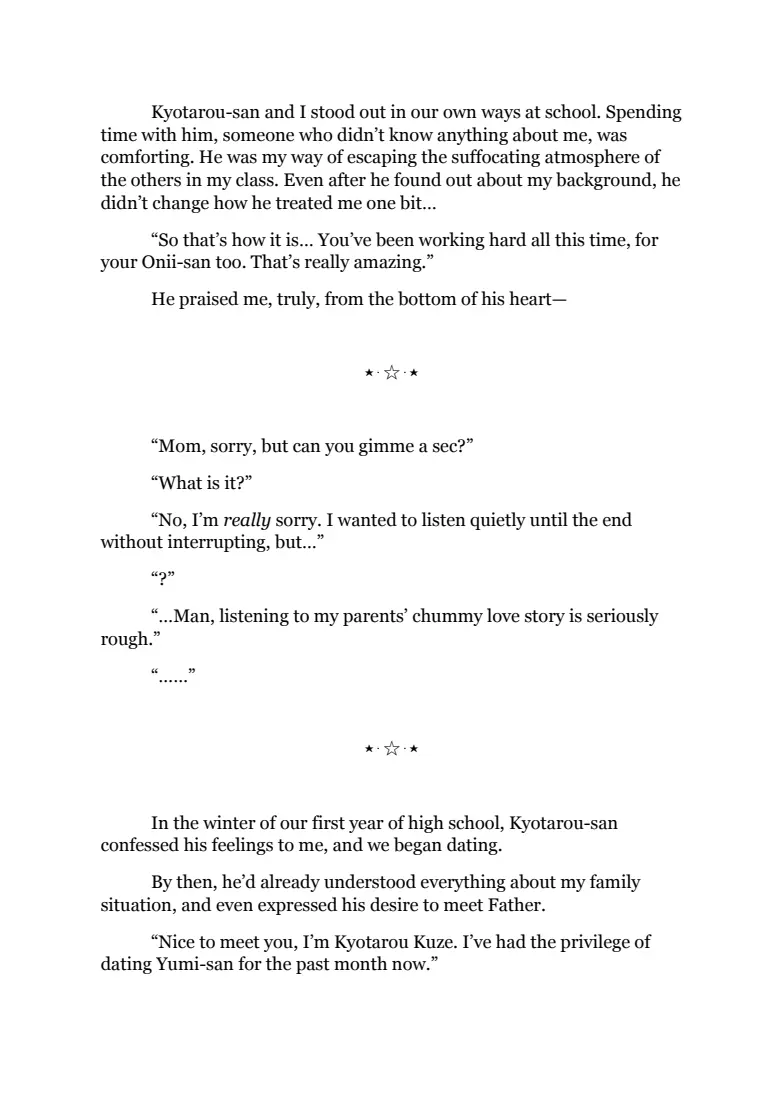 Kyotarou-san and I stood out in our own ways at school. Spending
time with him, someone who didn’t know anything about me, was
comforting. He was my way of escaping the suffocating atmosphere of
the others in my class. Even after he found out about my background, he
didn’t change how he treated me one bit…
“So that’s how it is… You’ve been working hard all this time, for
your Onii-san too. That’s really amazing.”
He praised me, truly, from the bottom of his heart—
★·☆·★
“Mom, sorry, but can you gimme a sec?”
“What is it?”
“No, I’m really sorry. I wanted to listen quietly until the end
without interrupting, but…”
“?”
“…Man, listening to my parents’ chummy love story is seriously
rough.”
“……”
★·☆·★
In the winter of our first year of high school, Kyotarou-san
confessed his feelings to me, and we began dating.
By then, he’d already understood everything about my family
situation, and even expressed his desire to meet Father.
“Nice to meet you, I’m Kyotarou Kuze. I’ve had the privilege of
dating Yumi-san for the past month now.”